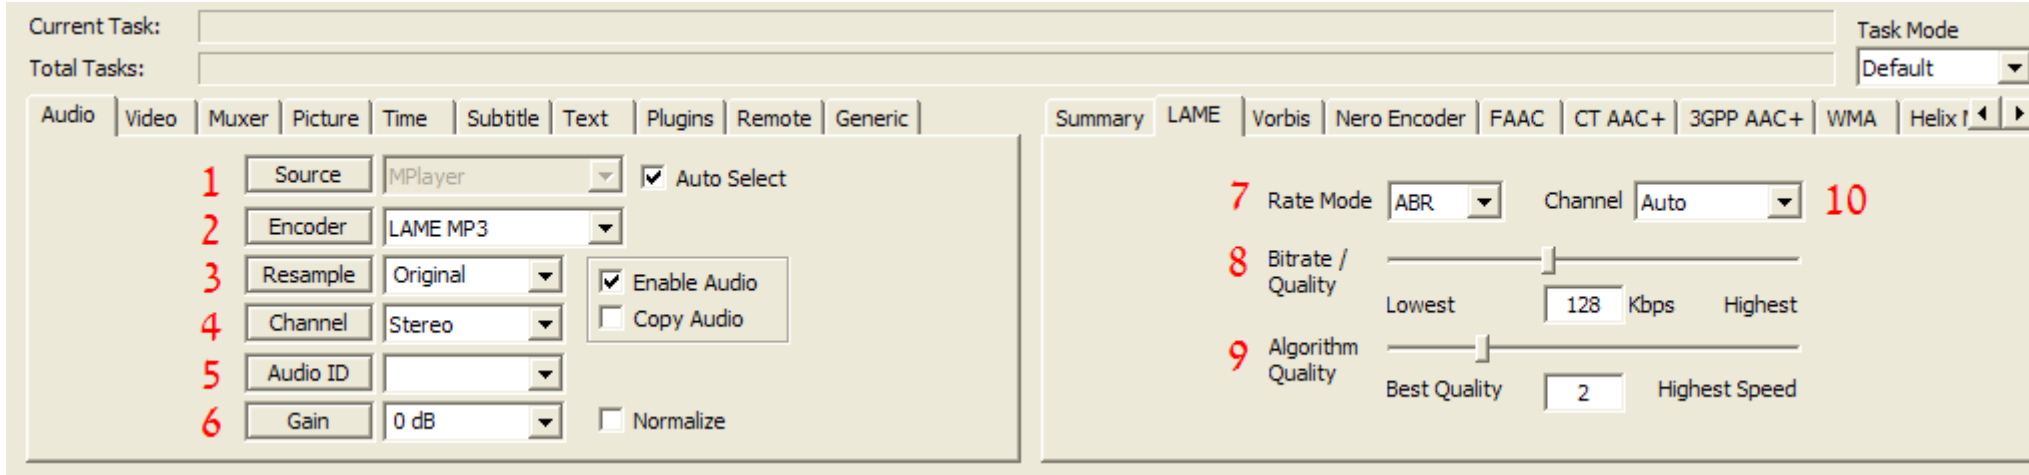 Current Task:
Task Mode
Total Tasks:
Default
Audio Video Muxer Picture Time Subtitle Text Plugins Remote Generic
Summary LAME Vorbis Nero Encoder FAAC CT AAC+ 3GPP AAC+ WMA Helix
1 Source MPlayer Auto Select
2 Encoder LAME MP3
3 Resample Original Enable Audio
4 Channel Stereo Copy Audio
5 Audio ID
6 Gain 0 dB Normalize
7 Rate Mode ABR Channel Auto 10
8 Bitrate /
Quality
Lowest 128 Kbps Highest
9 Algorithm
Quality
Best Quality 2 Highest Speed